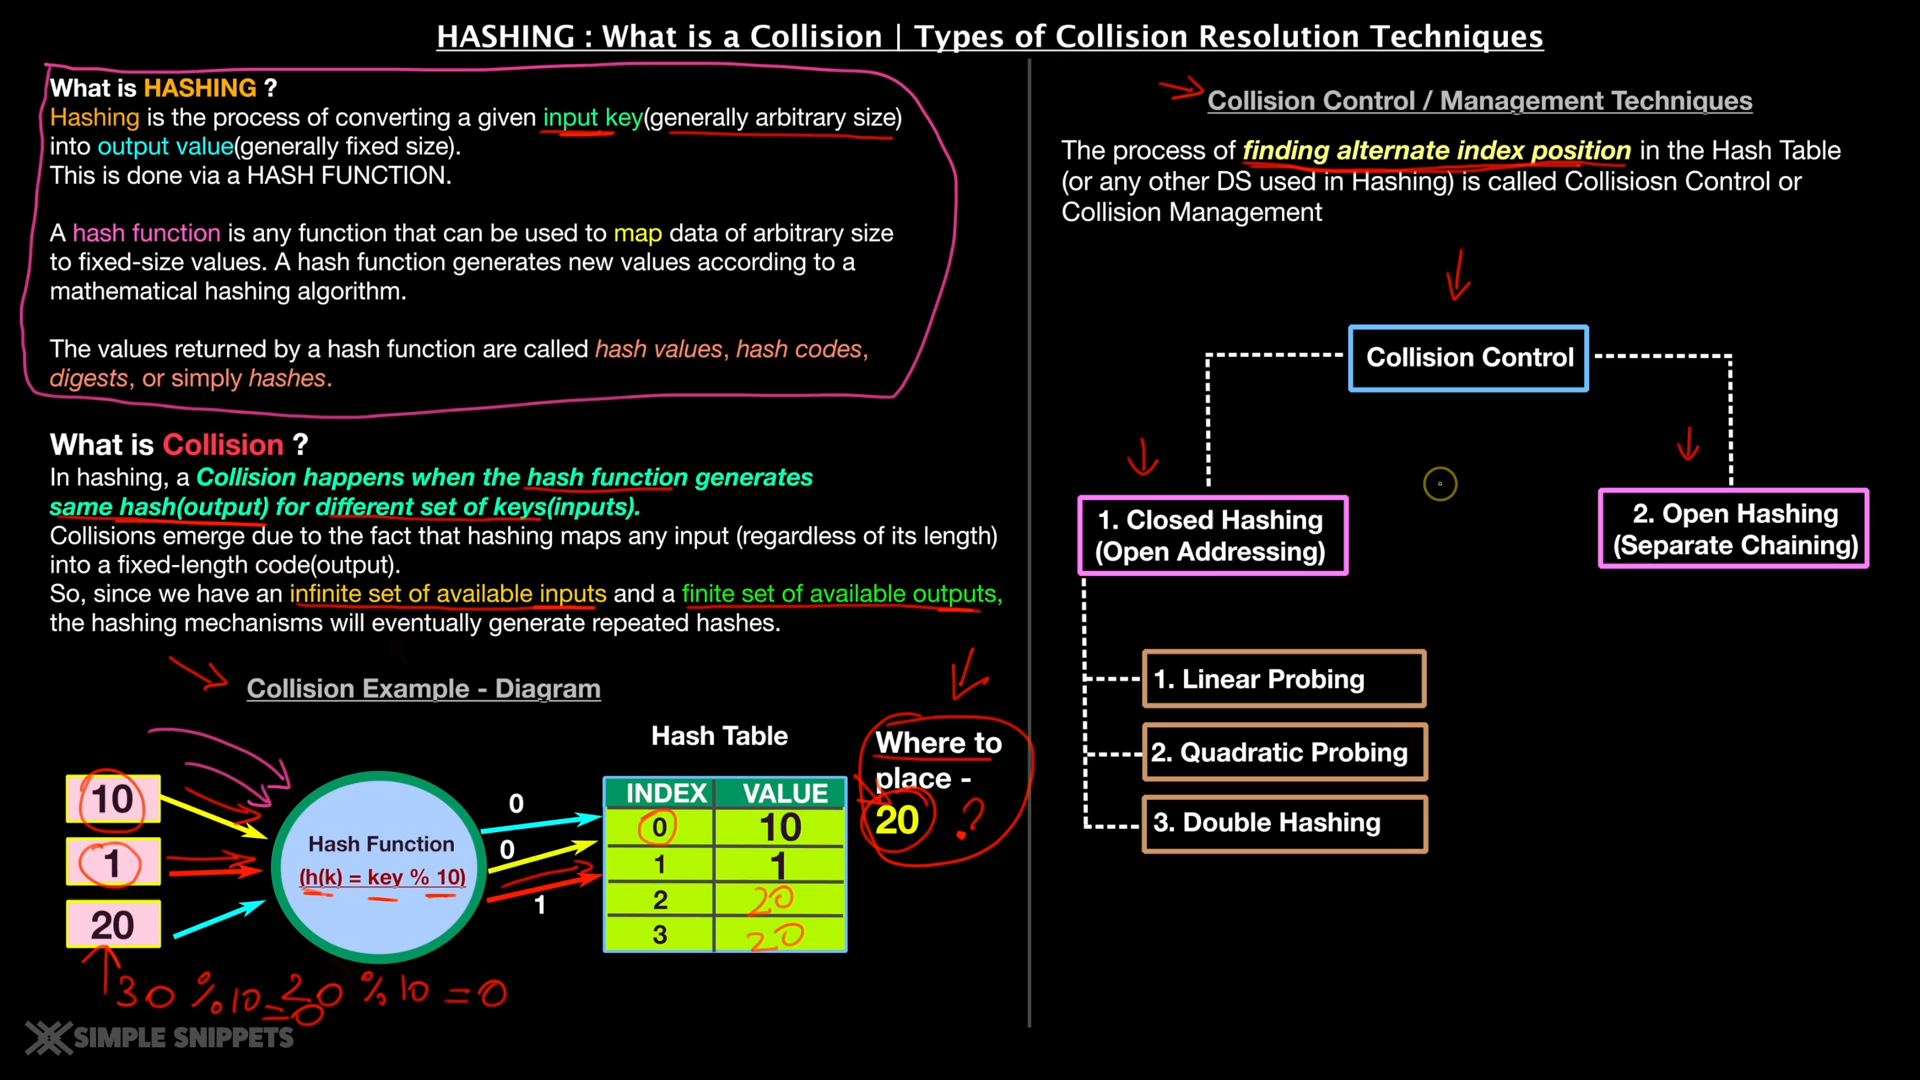 HASHING : What is a Collision | Types of Collision Resolution Techniques
What is HASHING ?
Hashing is the process of converting a given input key(generally arbitrary size)
into output value(generally fixed size).
This is done via a HASH FUNCTION.
A hash function is any function that can be used to map data of arbitrary size
to fixed-size values. A hash function generates new values according to a
mathematical hashing algorithm.
The values returned by a hash function are called hash values, hash codes,
digests, or simply hashes.
What is Collision ?
In hashing, a Collision happens when the hash function generates
same hash(output) for different set of keys(inputs).
Collisions emerge due to the fact that hashing maps any input (regardless of its length)
into a fixed-length code(output).
So, since we have an infinite set of available inputs and a finite set of available outputs,
the hashing mechanisms will eventually generate repeated hashes.
Collision Example - Diagram
10
1
20
Hash Function
(h(k) = key % 10)
0
0
1
Hash Table
INDEX VALUE
0 10
1 1
2 20
3 20
Where to
place -
20 ?
30 % 10 = 0
20 % 10 = 0
SIMPLE SNIPPETS
Collision Control / Management Techniques
The process of finding alternate index position in the Hash Table
(or any other DS used in Hashing) is called Collisiosn Control or
Collision Management
Collision Control
1. Closed Hashing
(Open Addressing)
2. Open Hashing
(Separate Chaining)
1. Linear Probing
2. Quadratic Probing
3. Double Hashing